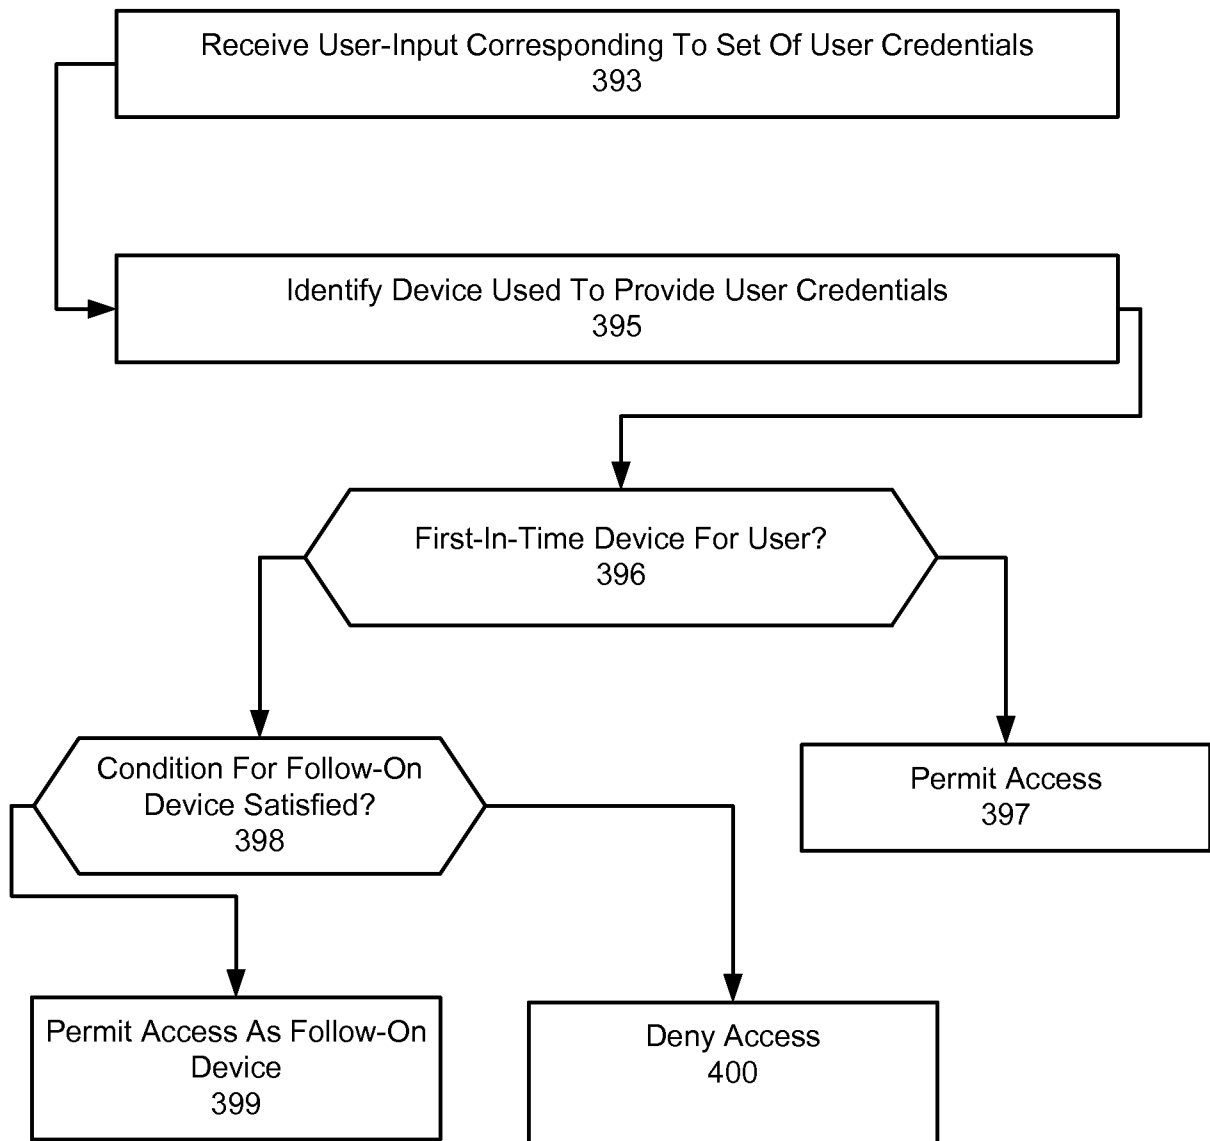 Receive User-Input Corresponding To Set Of User Credentials
393
Identify Device Used To Provide User Credentials
395
First-In-Time Device For User?
396
Condition For Follow-On
Device Satisfied?
398
Permit Access
397
Permit Access As Follow-On
Device
399
Deny Access
400